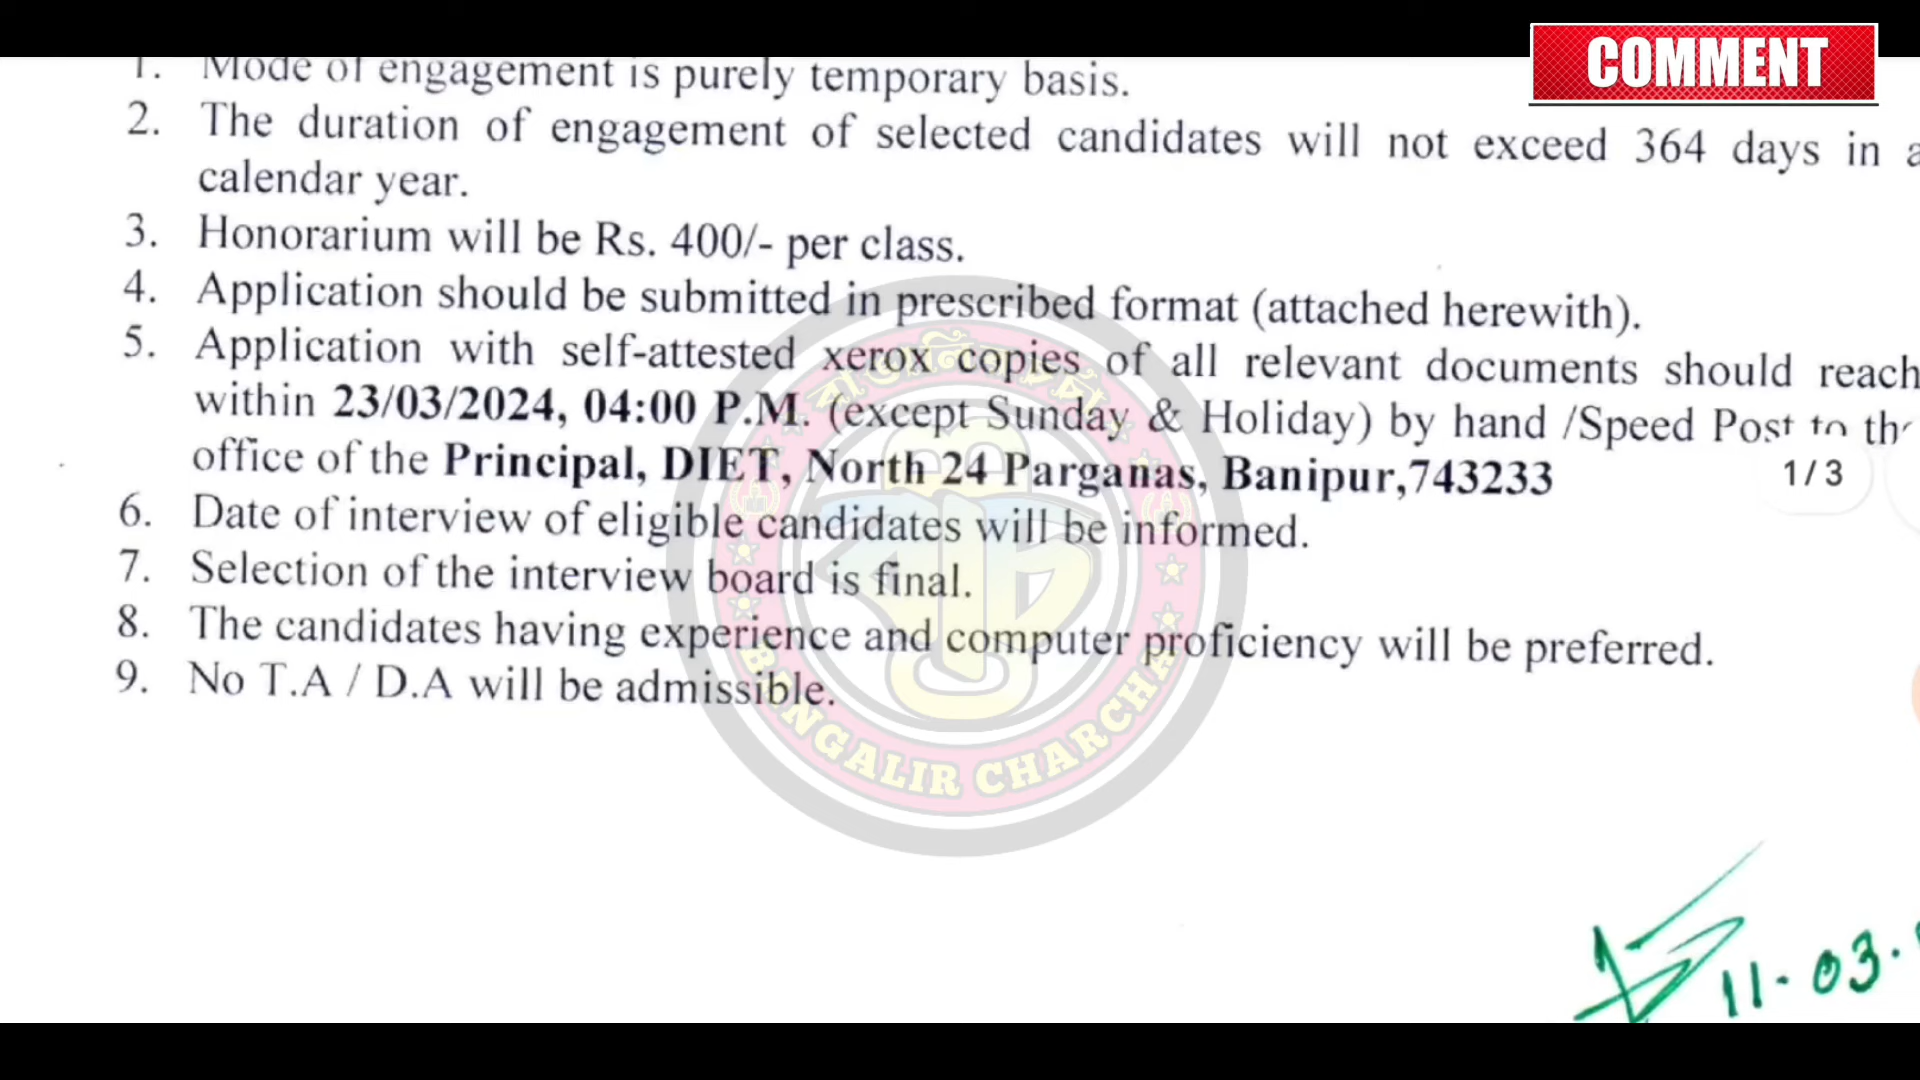 COMMENT
1. Mode of engagement is purely temporary basis.
2. The duration of engagement of selected candidates will not exceed 364 days in a
calendar year.
3. Honorarium will be Rs. 400/- per class.
4. Application should be submitted in prescribed format (attached herewith).
5. Application with self-attested xerox copies of all relevant documents should reach
within 23/03/2024, 04:00 P.M. (except Sunday & Holiday) by hand /Speed Post to the
office of the Principal, DIET, North 24 Parganas, Banipur,743233
1/3
6. Date of interview of eligible candidates will be informed.
7. Selection of the interview board is final.
8. The candidates having experience and computer proficiency will be preferred.
9. No T.A / D.A will be admissible.
BENGALIR CHARCHA
11-03.